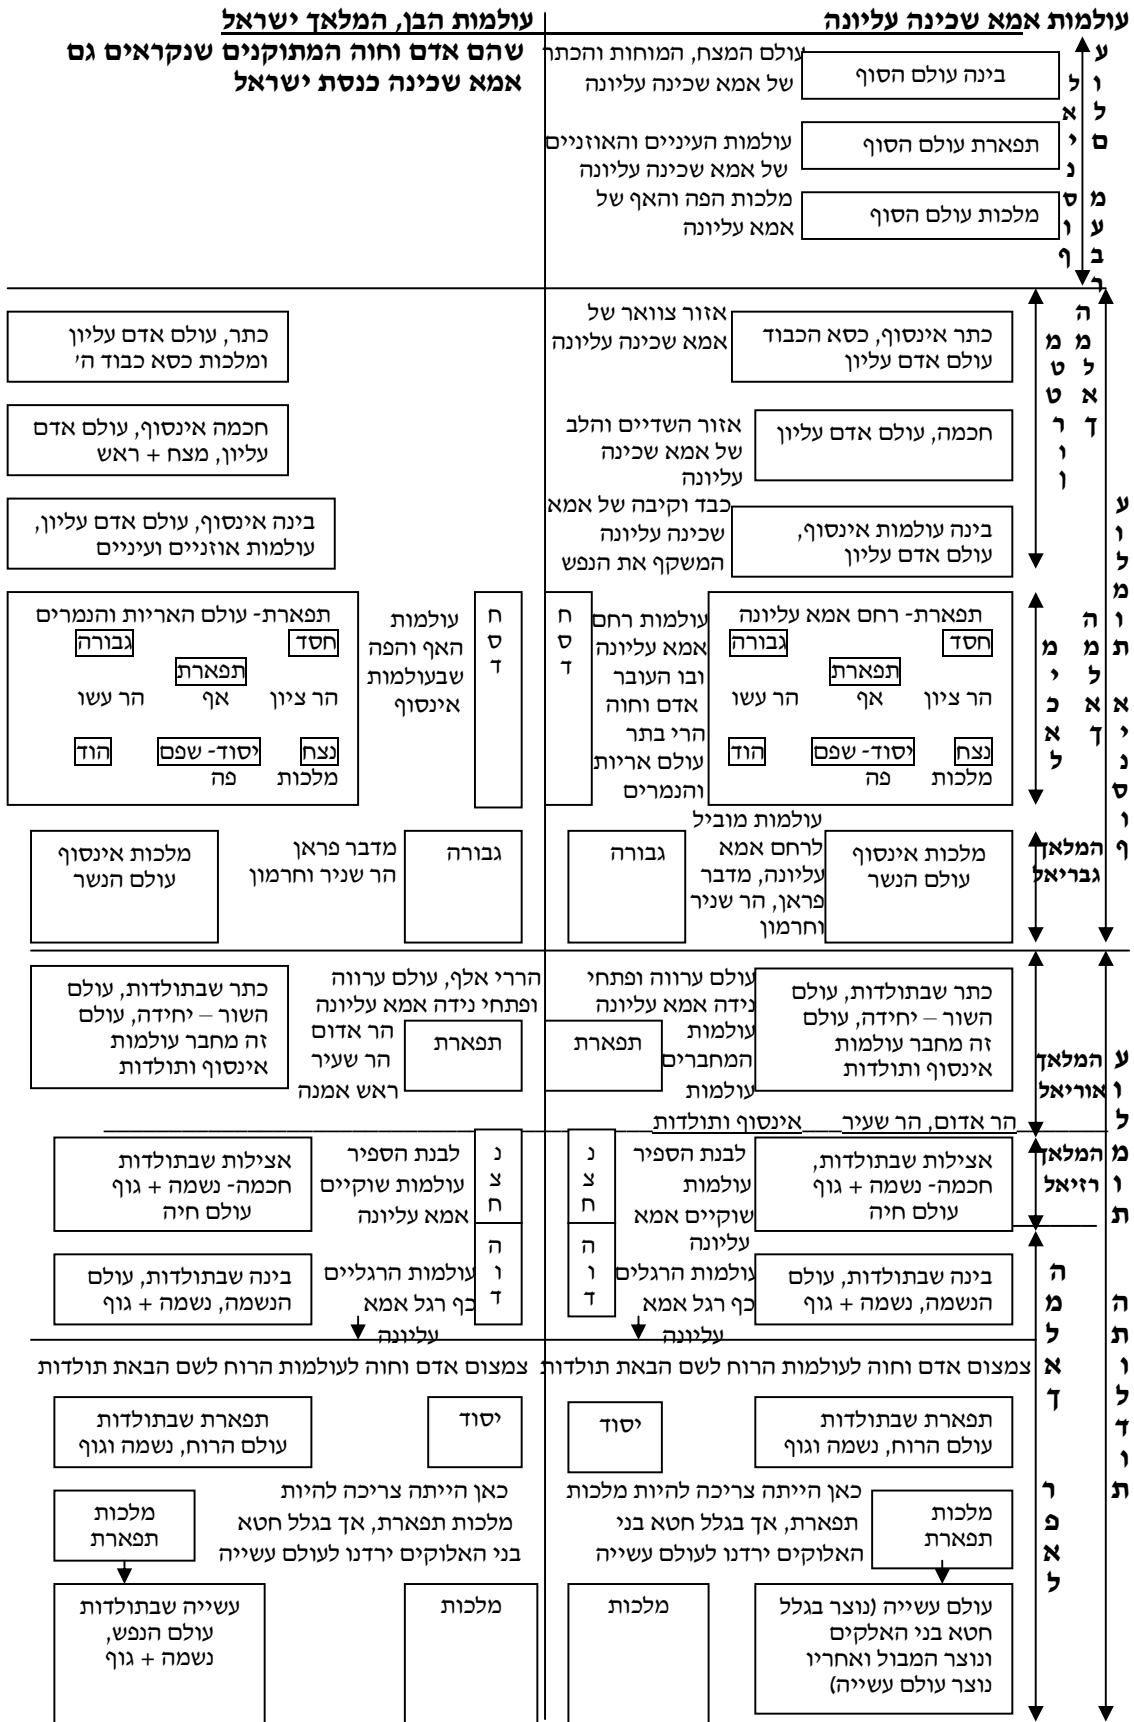 עולמות אמא שכינה עליונה
עולמות הבן, המלאך ישראל
שהם אדם וחוה המתוקנים שנקראים גם
אמא שכינה כנסת ישראל
עולם מעבר
לאינסוף
בינה עולם הסוף
עולם המצח, המוחות והכתר
של אמא שכינה עליונה
תפארת עולם הסוף
עולמות העיניים והאוזניים
של אמא שכינה עליונה
מלכות עולם הסוף
מלכות הפה והאף של
אמא עליונה
עולמות אינסוף
המלאך
מטטרון
כתר אינסוף, כסא הכבוד
עולם אדם עליון
אזור צוואר של
אמא שכינה עליונה
כתר, עולם אדם עליון
ומלכות כסא כבוד ה'
חכמה, עולם אדם עליון
אזור השדיים והלב
של אמא שכינה
עליונה
חכמה אינסוף, עולם אדם
עליון, מצח + ראש
בינה עולמות אינסוף,
עולם אדם עליון
כבד וקיבה של אמא
שכינה עליונה
המשקף את הנפש
בינה אינסוף, עולם אדם עליון,
עולמות אוזניים ועיניים
המלאך
מיכאל
תפארת- רחם אמא עליונה
חסד גבורה
תפארת
הר ציון אף הר עשו
נצח יסוד- שפם הוד
מלכות פה
עולמות רחם
אמא עליונה
ובו העובר
אדם וחוה
הרי בתר
עולם אריות
והנמרים
חסד
חסד
עולמות
האף והפה
שבעולמות
אינסוף
תפארת- עולם האריות והנמרים
חסד גבורה
תפארת
הר ציון אף הר עשו
נצח יסוד- שפם הוד
מלכות פה
המלאך
גבריאל
מלכות אינסוף
עולם הנשר
עולמות מוביל
לרחם אמא
עליונה, מדבר
פראן, הר שניר
וחרמון
גבורה
גבורה
מדבר פראן
הר שניר וחרמון
מלכות אינסוף
עולם הנשר
עולמות התולדות
המלאך
אוריאל
כתר שבתולדות, עולם
השור – יחידה, עולם
זה מחבר עולמות
אינסוף ותולדות
עולם ערווה ופתחי
נידה אמא עליונה
עולמות
המחברים
עולמות
אינסוף ותולדות
הר אדום, הר שעיר
תפארת
הררי אלף, עולם ערווה
ופתחי נידה אמא עליונה
תפארת
הר אדום
הר שעיר
ראש אמנה
כתר שבתולדות, עולם
השור – יחידה, עולם
זה מחבר עולמות
אינסוף ותולדות
המלאך
רזיאל
אצילות שבתולדות,
חכמה- נשמה + גוף
עולם חיה
לבנת הספיר
עולמות
שוקיים אמא
עליונה
נצח
נצח
לבנת הספיר
עולמות שוקיים
אמא עליונה
אצילות שבתולדות
חכמה- נשמה + גוף
עולם חיה
המלאך
רפאל
בינה שבתולדות, עולם
הנשמה, נשמה + גוף
עולמות הרגלים
כף רגל אמא
עליונה
הוד
הוד
עולמות הרגליים
כף רגל אמא
עליונה
בינה שבתולדות, עולם
הנשמה, נשמה + גוף
צמצום אדם וחוה לעולמות הרוח לשם הבאת תולדות
צמצום אדם וחוה לעולמות הרוח לשם הבאת תולדות
תפארת שבתולדות
עולם הרוח, נשמה וגוף
יסוד
יסוד
תפארת שבתולדות
עולם הרוח, נשמה וגוף
מלכות
תפארת
כאן הייתה צריכה להיות מלכות
תפארת, אך בגלל חטא בני
האלוקים ירדנו לעולם עשייה
כאן הייתה צריכה להיות
מלכות תפארת, אך בגלל חטא
בני האלוקים ירדנו לעולם עשייה
מלכות
תפארת
עולם עשייה (נוצר בגלל
חטא בני האלקים
ונוצר המבול ואחריו
נוצר עולם עשייה)
מלכות
מלכות
עשייה שבתולדות
עולם הנפש,
נשמה + גוף